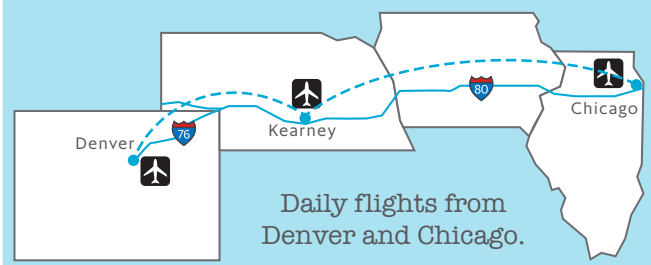 80
Chicago
Kearney
76
Denver
Daily flights from
Denver and Chicago.